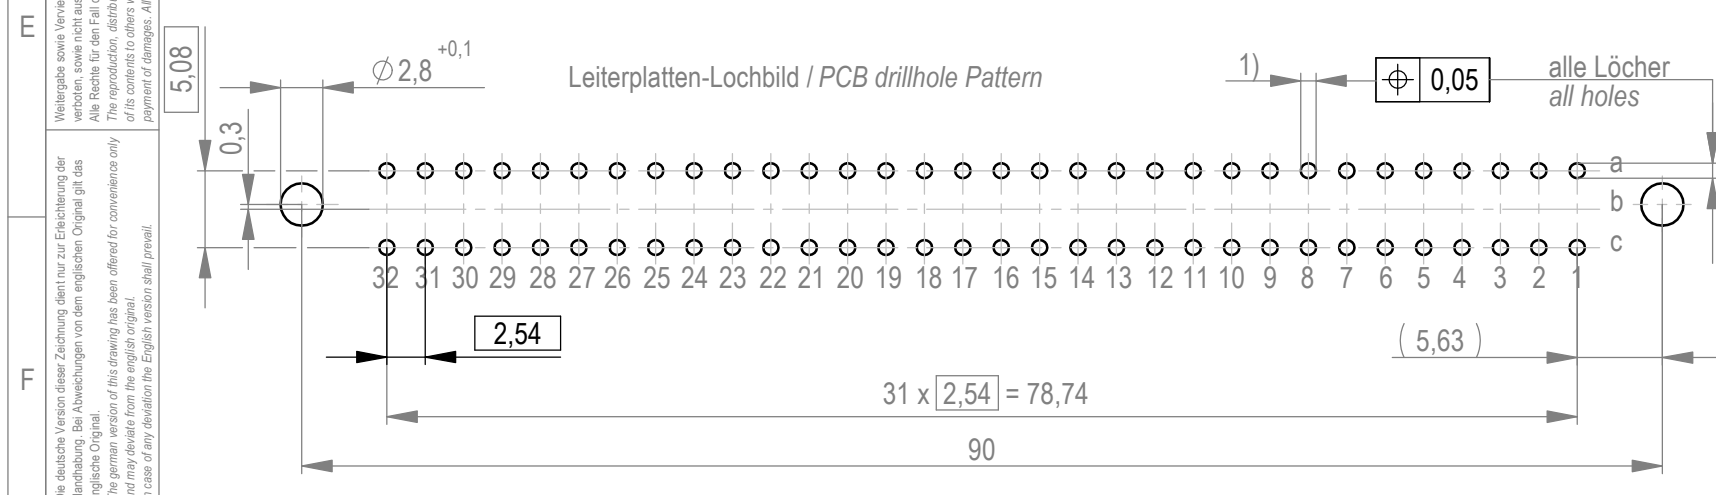 E
F
Weitergabe sowie Vervie
verboten, sowie nicht aus
Alle Rechte für den Fall
The reproduction, distribu
of its contents to others
payment of damages. All
die deutsche Version dieser Zeichnung dient nur zur Erleichterung der
Handhabung. Bei Abweichungen von dem englischen Original gilt das
englische Original.
The german version of this drawing has been offered for convenience only
and may deviate from the english original.
In case of any deviation the English version shall prevail.
5,08
0,3
∅2,8 +0,1
Leiterplatten-Lochbild / PCB drillhole Pattern
1)
⌖ 0,05
alle Löcher
all holes
a
b
c
32 31 30 29 28 27 26 25 24 23 22 21 20 19 18 17 16 15 14 13 12 11 10 9 8 7 6 5 4 3 2 1
2,54
( 5,63 )
31 x 2,54 = 78,74
90